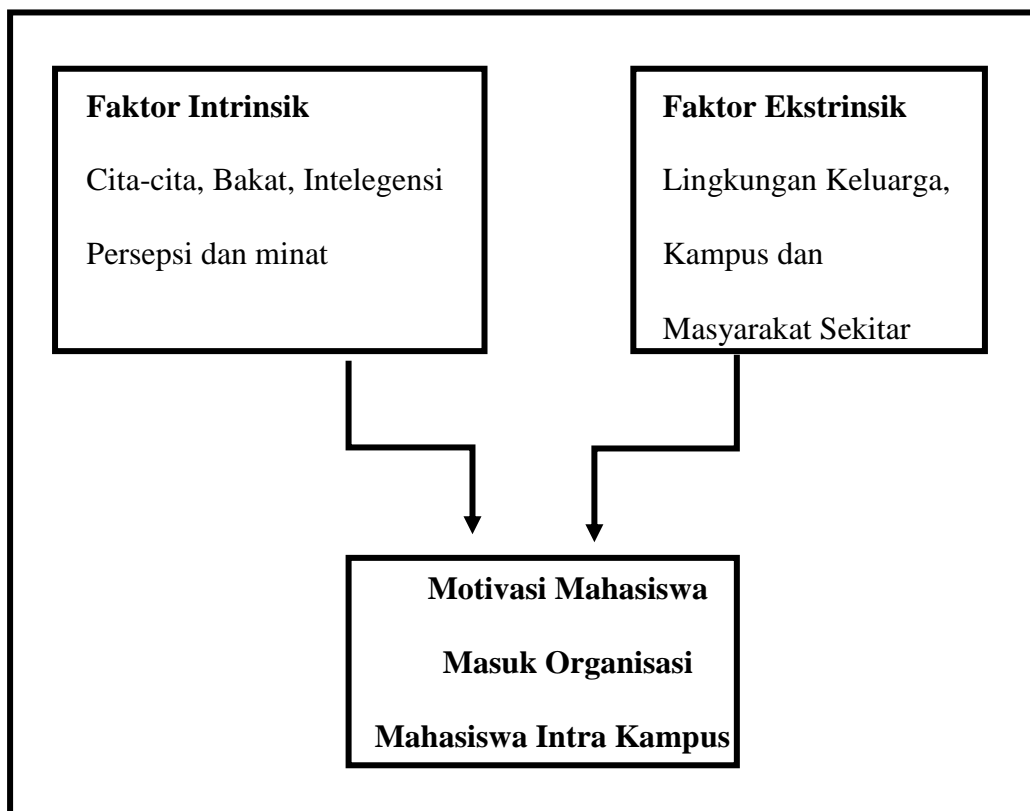 Faktor Intrinsik
Cita-cita, Bakat, Intelegensi
Persepsi dan minat
Faktor Ekstrinsik
Lingkungan Keluarga,
Kampus dan
Masyarakat Sekitar
Motivasi Mahasiswa
Masuk Organisasi
Mahasiswa Intra Kampus